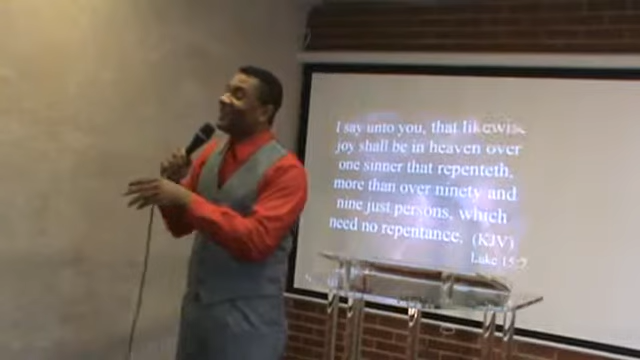 I say unto you, that likewise
joy shall be in heaven over
one sinner that repenteth,
more than over ninety and
nine just persons, which
need no repentance. (KJV)
Luke 15:7